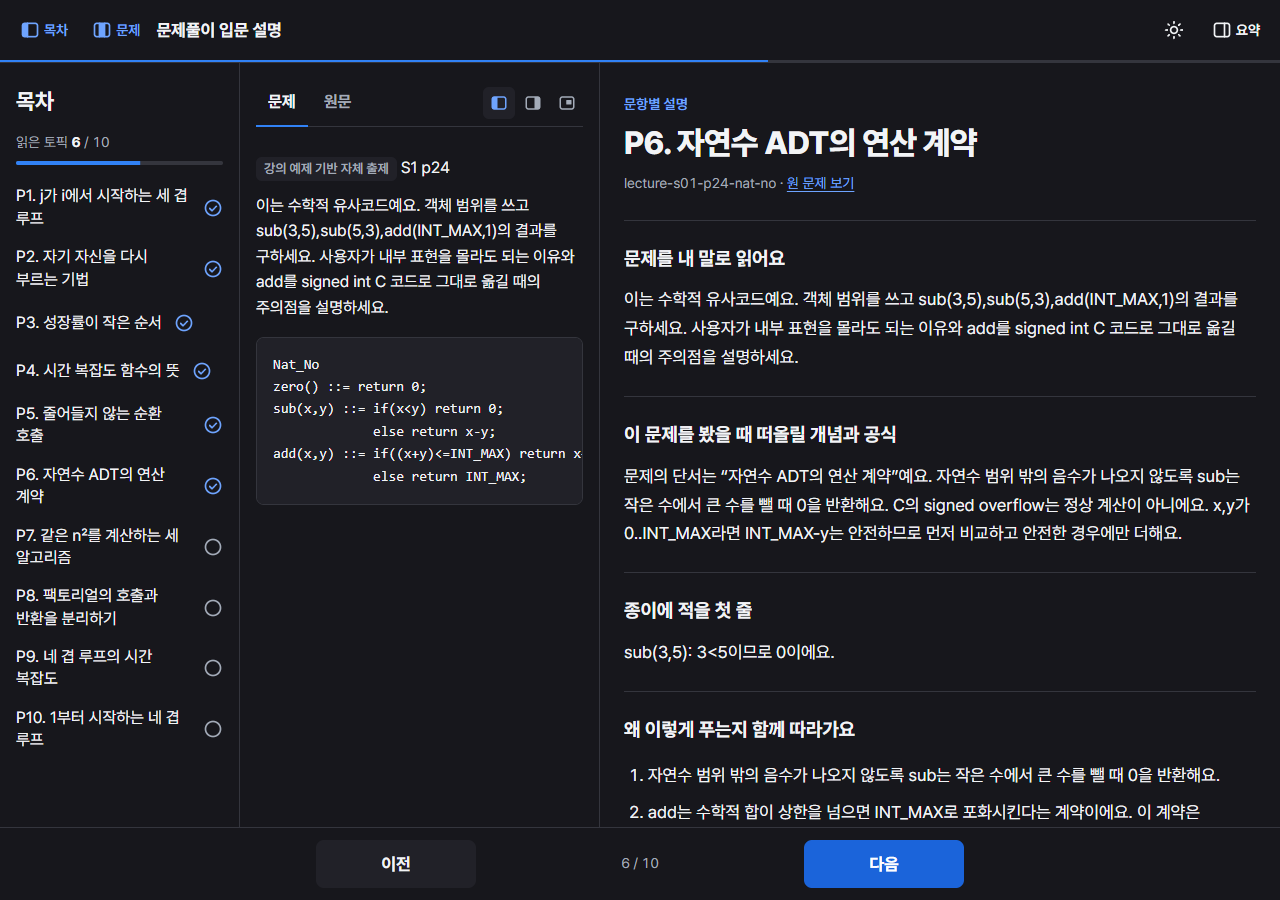 목차
문제
문제풀이 입문 설명
요약
목차
읽은 토픽 6 / 10
P1. j가 i에서 시작하는 세 겹
루프
P2. 자기 자신을 다시
부르는 기법
P3. 성장률이 작은 순서
P4. 시간 복잡도 함수의 뜻
P5. 줄어들지 않는 순환
호출
P6. 자연수 ADT의 연산
계약
P7. 같은 n²를 계산하는 세
알고리즘
P8. 팩토리얼의 호출과
반환을 분리하기
P9. 네 겹 루프의 시간
복잡도
P10. 1부터 시작하는 네 겹
루프
문제
원문
강의 예제 기반 자체 출제 S1 p24
이는 수학적 유사코드예요. 객체 범위를 쓰고
sub(3,5),sub(5,3),add(INT_MAX,1)의 결과를
구하세요. 사용자가 내부 표현을 몰라도 되는 이유와
add를 signed int C 코드로 그대로 옮길 때의
주의점을 설명하세요.
Nat_No
zero() ::= return 0;
sub(x,y) ::= if(x<y) return 0;
else return x-y;
add(x,y) ::= if((x+y)<=INT_MAX) return x
else return INT_MAX;
문항별 설명
P6. 자연수 ADT의 연산 계약
lecture-s01-p24-nat-no · 원 문제 보기
문제를 내 말로 읽어요
이는 수학적 유사코드예요. 객체 범위를 쓰고 sub(3,5),sub(5,3),add(INT_MAX,1)의 결과를
구하세요. 사용자가 내부 표현을 몰라도 되는 이유와 add를 signed int C 코드로 그대로 옮길
때의 주의점을 설명하세요.
이 문제를 봤을 때 떠올릴 개념과 공식
문제의 단서는 “자연수 ADT의 연산 계약”예요. 자연수 범위 밖의 음수가 나오지 않도록 sub는
작은 수에서 큰 수를 뺄 때 0을 반환해요. C의 signed overflow는 정상 계산이 아니에요. x,y가
0..INT_MAX라면 INT_MAX-y는 안전하므로 먼저 비교하고 안전한 경우에만 더해요.
종이에 적을 첫 줄
sub(3,5): 3<5이므로 0이에요.
왜 이렇게 푸는지 함께 따라가요
1. 자연수 범위 밖의 음수가 나오지 않도록 sub는 작은 수에서 큰 수를 뺄 때 0을 반환해요.
2. add는 수학적 합이 상한을 넘으면 INT_MAX로 포화시킨다는 계약이에요. 이 계약은
이전
6 / 10
다음